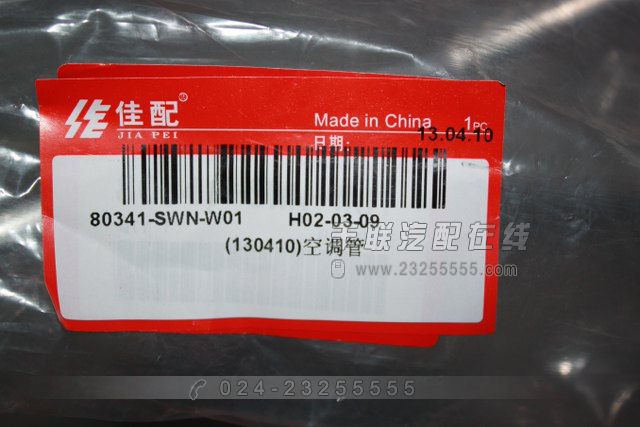 佳配®
JIA PEI
Made in China 1PC
日期: 13.04.10
80341-SWN-W01 H02-03-09
(130410)空调管
千联汽配在线
www.23255555.com
024-23255555